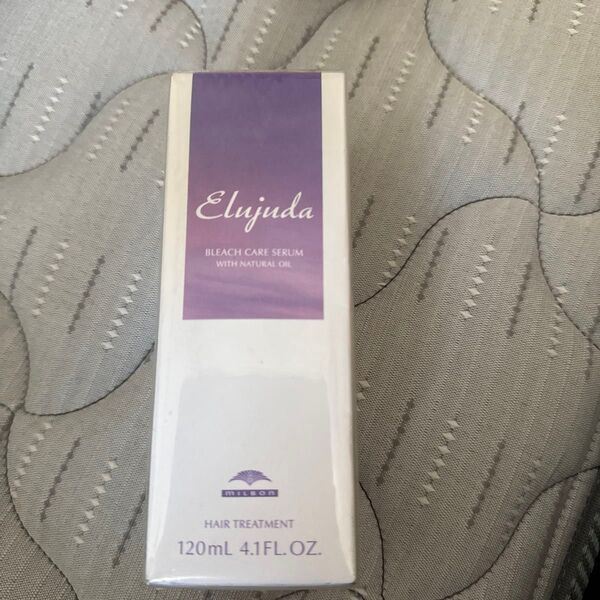 Elujuda
BLEACH CARE SERUM
WITH NATURAL OIL
MILBON
HAIR TREATMENT
120mL 4.1FL.OZ.